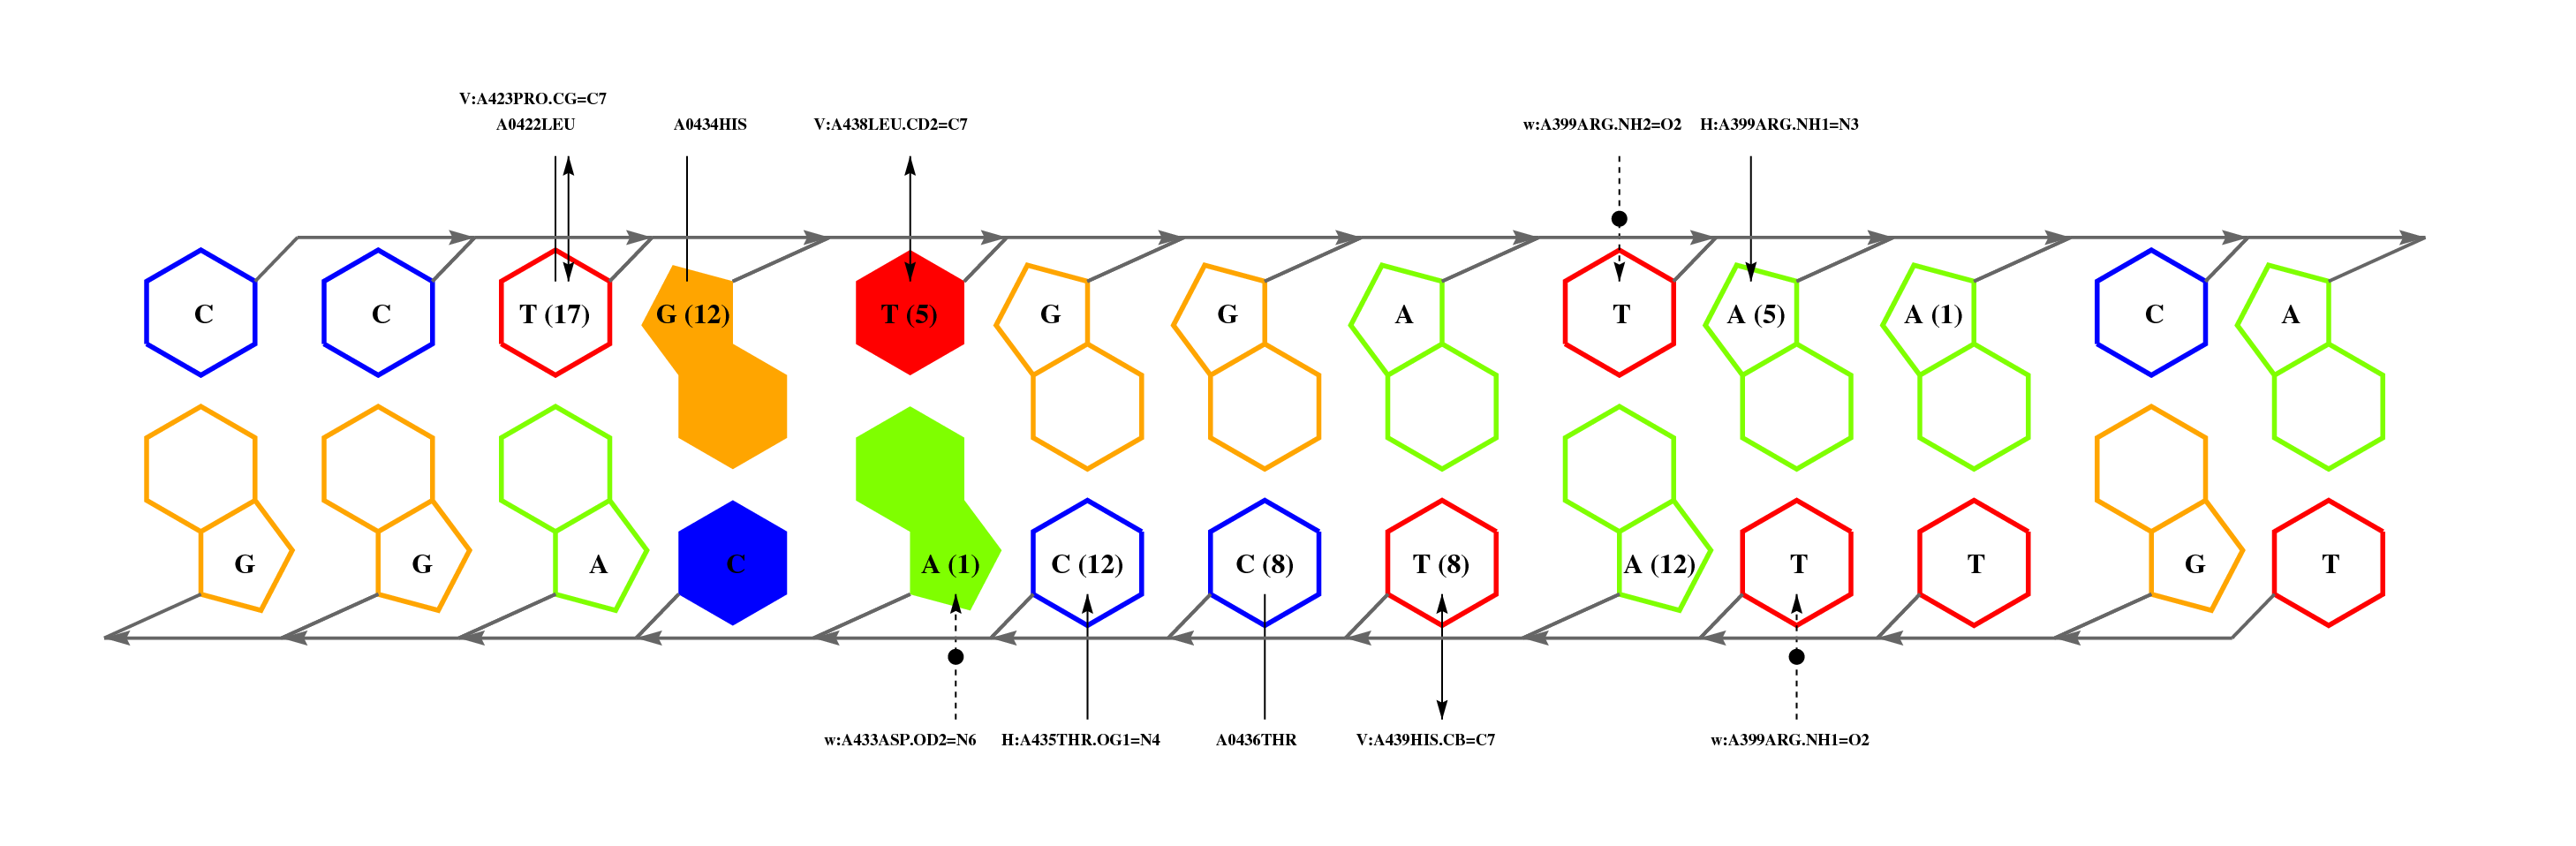 V:A423PRO.CG=C7
A0422LEU A0434HIS V:A438LEU.CD2=C7 w:A399ARG.NH2=O2 H:A399ARG.NH1=N3
C C T (17) G (12) T (5) G G A T A (5) A (1) C A
G G A C A (1) C (12) C (8) T (8) A (12) T T G T
w:A433ASP.OD2=N6 H:A435THR.OG1=N4 A0436THR V:A439HIS.CB=C7 w:A399ARG.NH1=O2